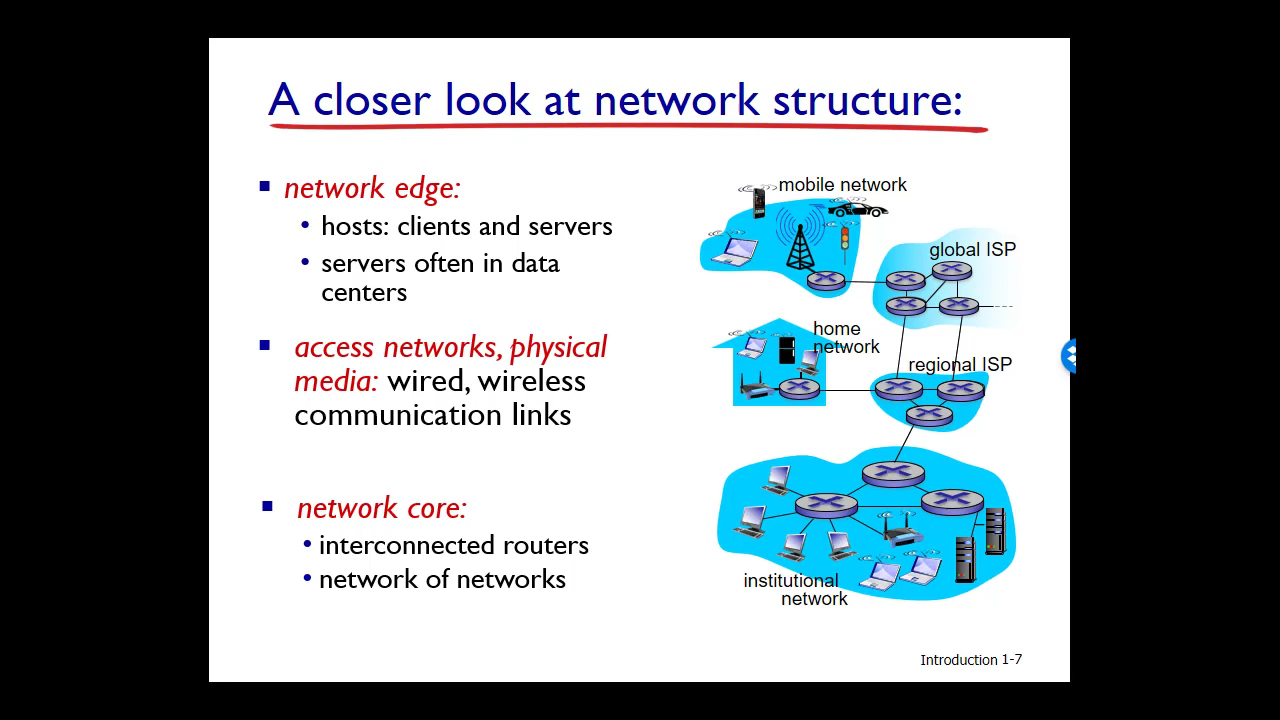 A closer look at network structure:
▪ network edge:
• hosts: clients and servers
• servers often in data
centers
▪ access networks, physical
media: wired, wireless
communication links
▪ network core:
• interconnected routers
• network of networks
mobile network
global ISP
home
network
regional ISP
institutional
network
Introduction 1-7